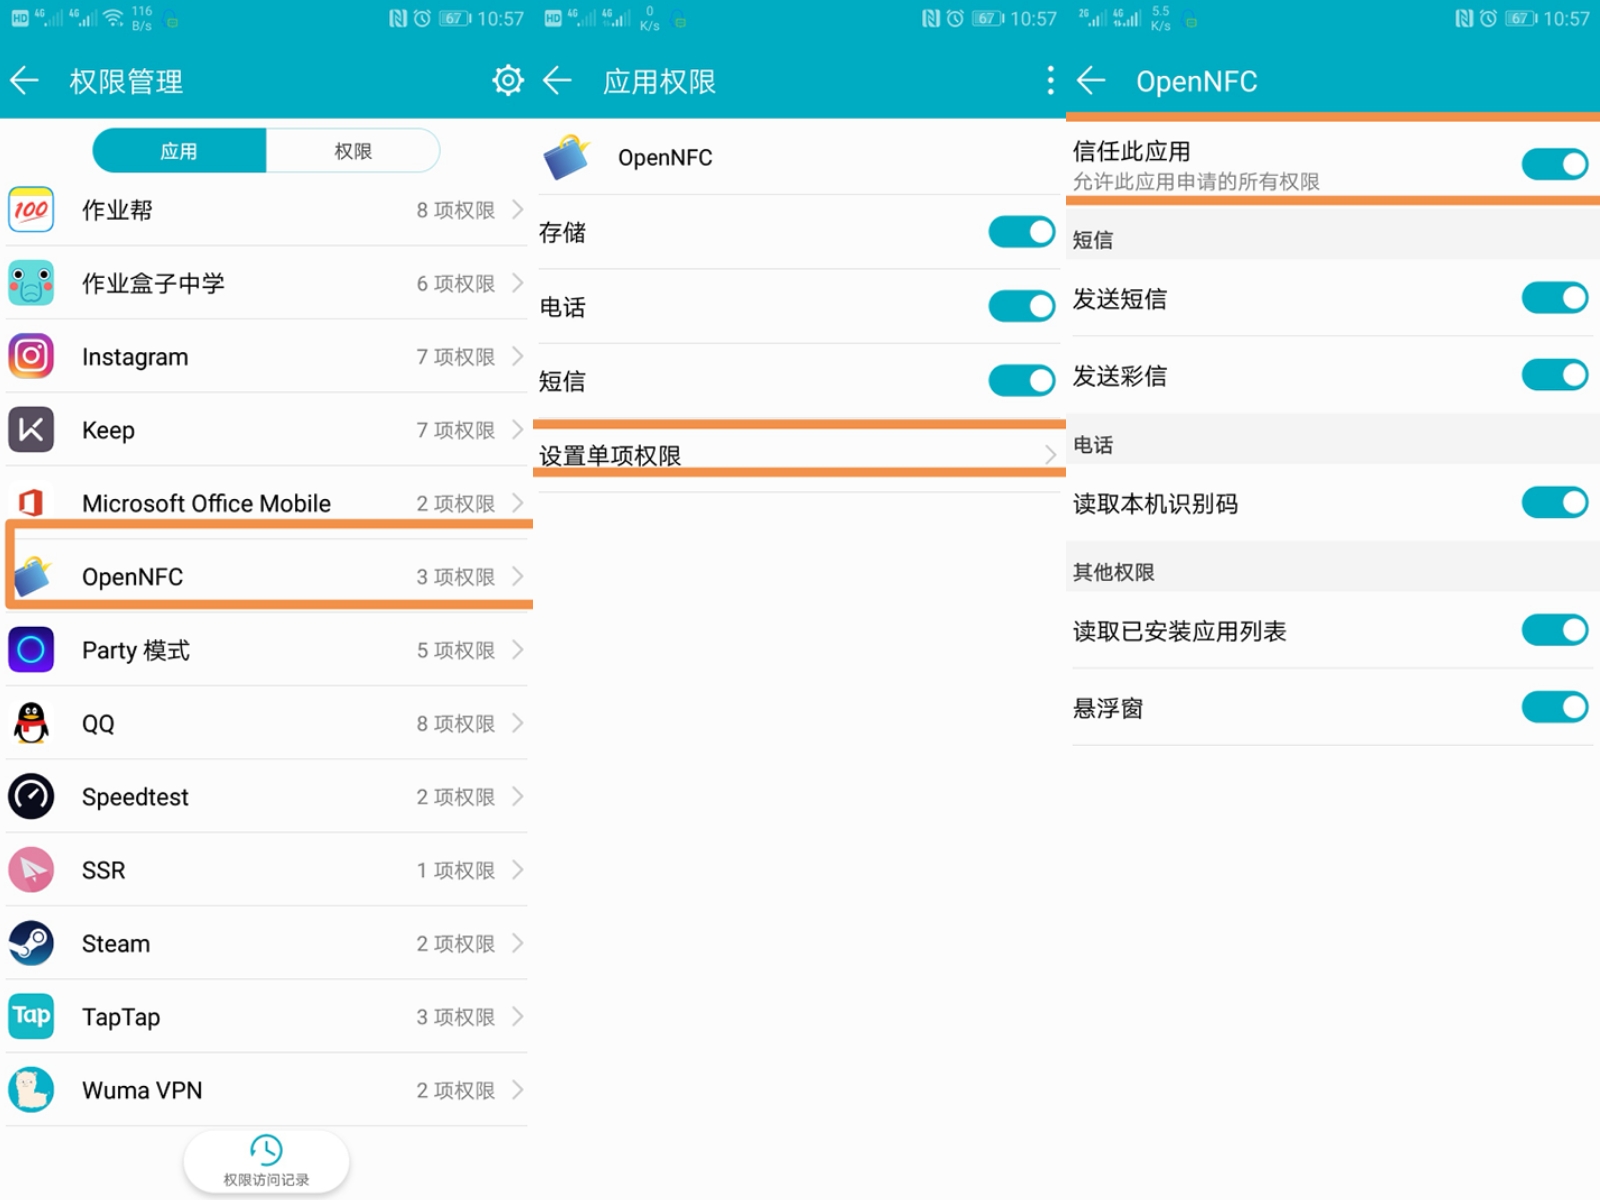 HD 4G 4G 116 B/s 67 10:57
权限管理
应用 权限
100 作业帮 8 项权限
作业盒子中学 6 项权限
Instagram 7 项权限
Keep 7 项权限
Microsoft Office Mobile 2 项权限
OpenNFC 3 项权限
Party 模式 5 项权限
QQ 8 项权限
Speedtest 2 项权限
SSR 1 项权限
Steam 2 项权限
Tap TapTap 3 项权限
Wuma VPN 2 项权限
权限访问记录
HD 4G 4G 0 K/s 67 10:57
应用权限
OpenNFC
存储
电话
短信
设置单项权限
2G 4G 5.5 K/s 67 10:57
OpenNFC
信任此应用
允许此应用申请的所有权限
短信
发送短信
发送彩信
电话
读取本机识别码
其他权限
读取已安装应用列表
悬浮窗